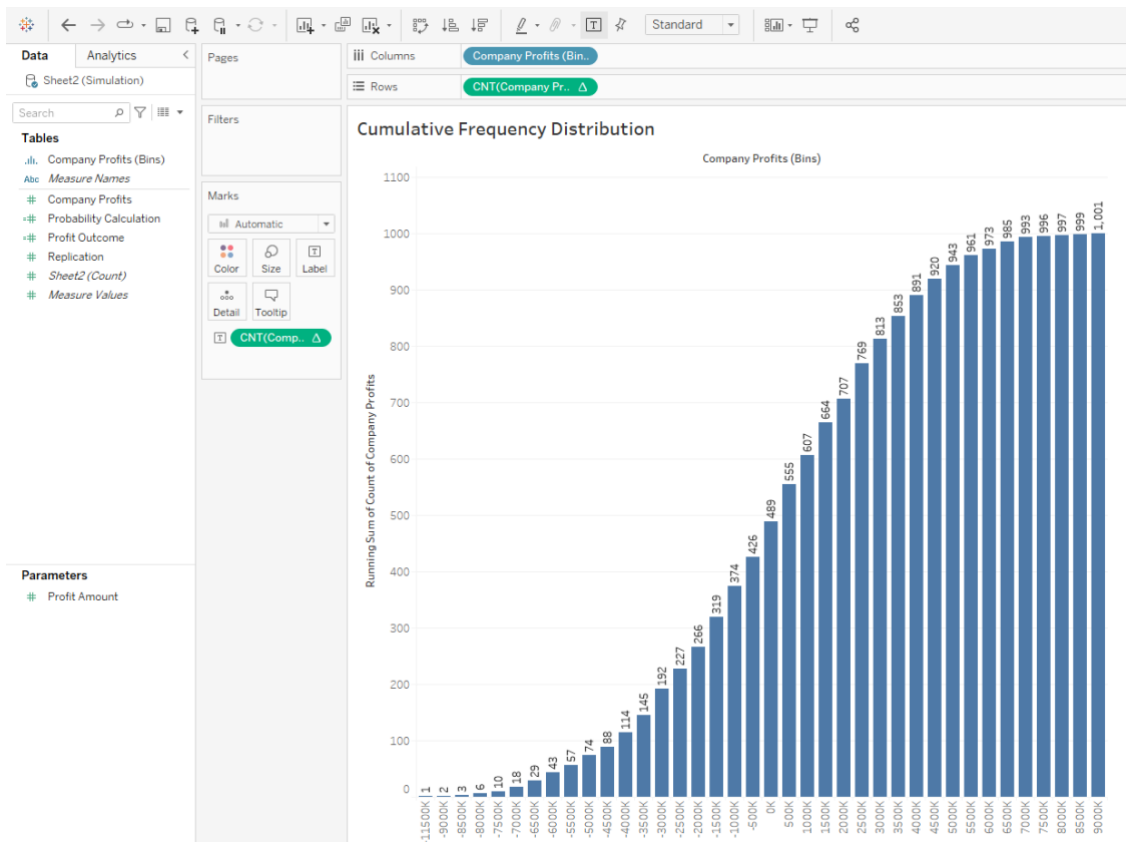 Standard
Data
Analytics
Sheet2 (Simulation)
Search
Tables
Company Profits (Bins)
Abc Measure Names
Company Profits
Probability Calculation
Profit Outcome
Replication
Sheet2 (Count)
Measure Values
Parameters
Profit Amount
Pages
Filters
Marks
Automatic
Color
Size
Label
Detail
Tooltip
CNT(Comp..
Columns
Company Profits (Bin..
Rows
CNT(Company Pr..
Cumulative Frequency Distribution
Company Profits (Bins)
Running Sum of Count of Company Profits
1100
1000
900
800
700
600
500
400
300
200
100
0
1
2
3
6
10
18
29
43
57
74
88
114
145
192
227
266
319
374
426
489
555
607
664
707
769
813
853
891
920
943
961
973
985
993
996
997
999
1,001
-11500K
-9000K
-8500K
-8000K
-7500K
-7000K
-6500K
-6000K
-5500K
-5000K
-4500K
-4000K
-3500K
-3000K
-2500K
-2000K
-1500K
-1000K
-500K
0K
500K
1000K
1500K
2000K
2500K
3000K
3500K
4000K
4500K
5000K
5500K
6000K
6500K
7000K
7500K
8000K
8500K
9000K